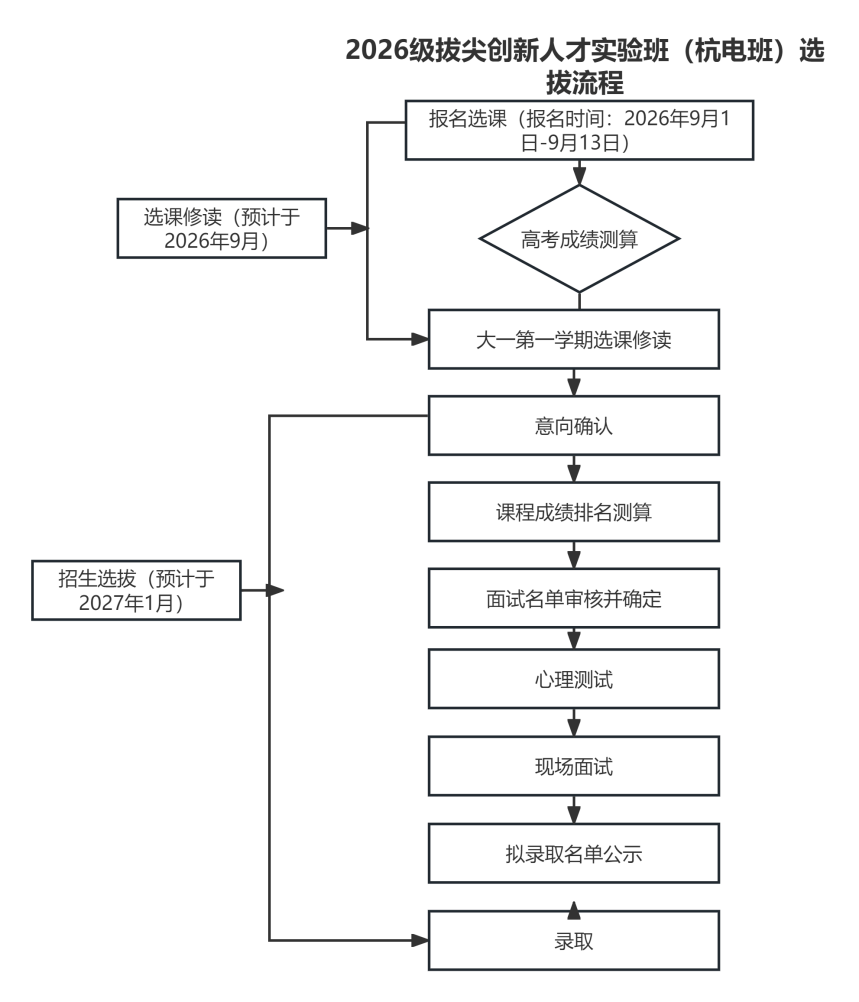 2026级拔尖创新人才实验班（杭电班）选
拔流程
报名选课（报名时间：2026年9月1
日-9月13日）
选课修读（预计于
2026年9月）
高考成绩测算
大一第一学期选课修读
意向确认
课程成绩排名测算
招生选拔（预计于
2027年1月）
面试名单审核并确定
心理测试
现场面试
拟录取名单公示
录取